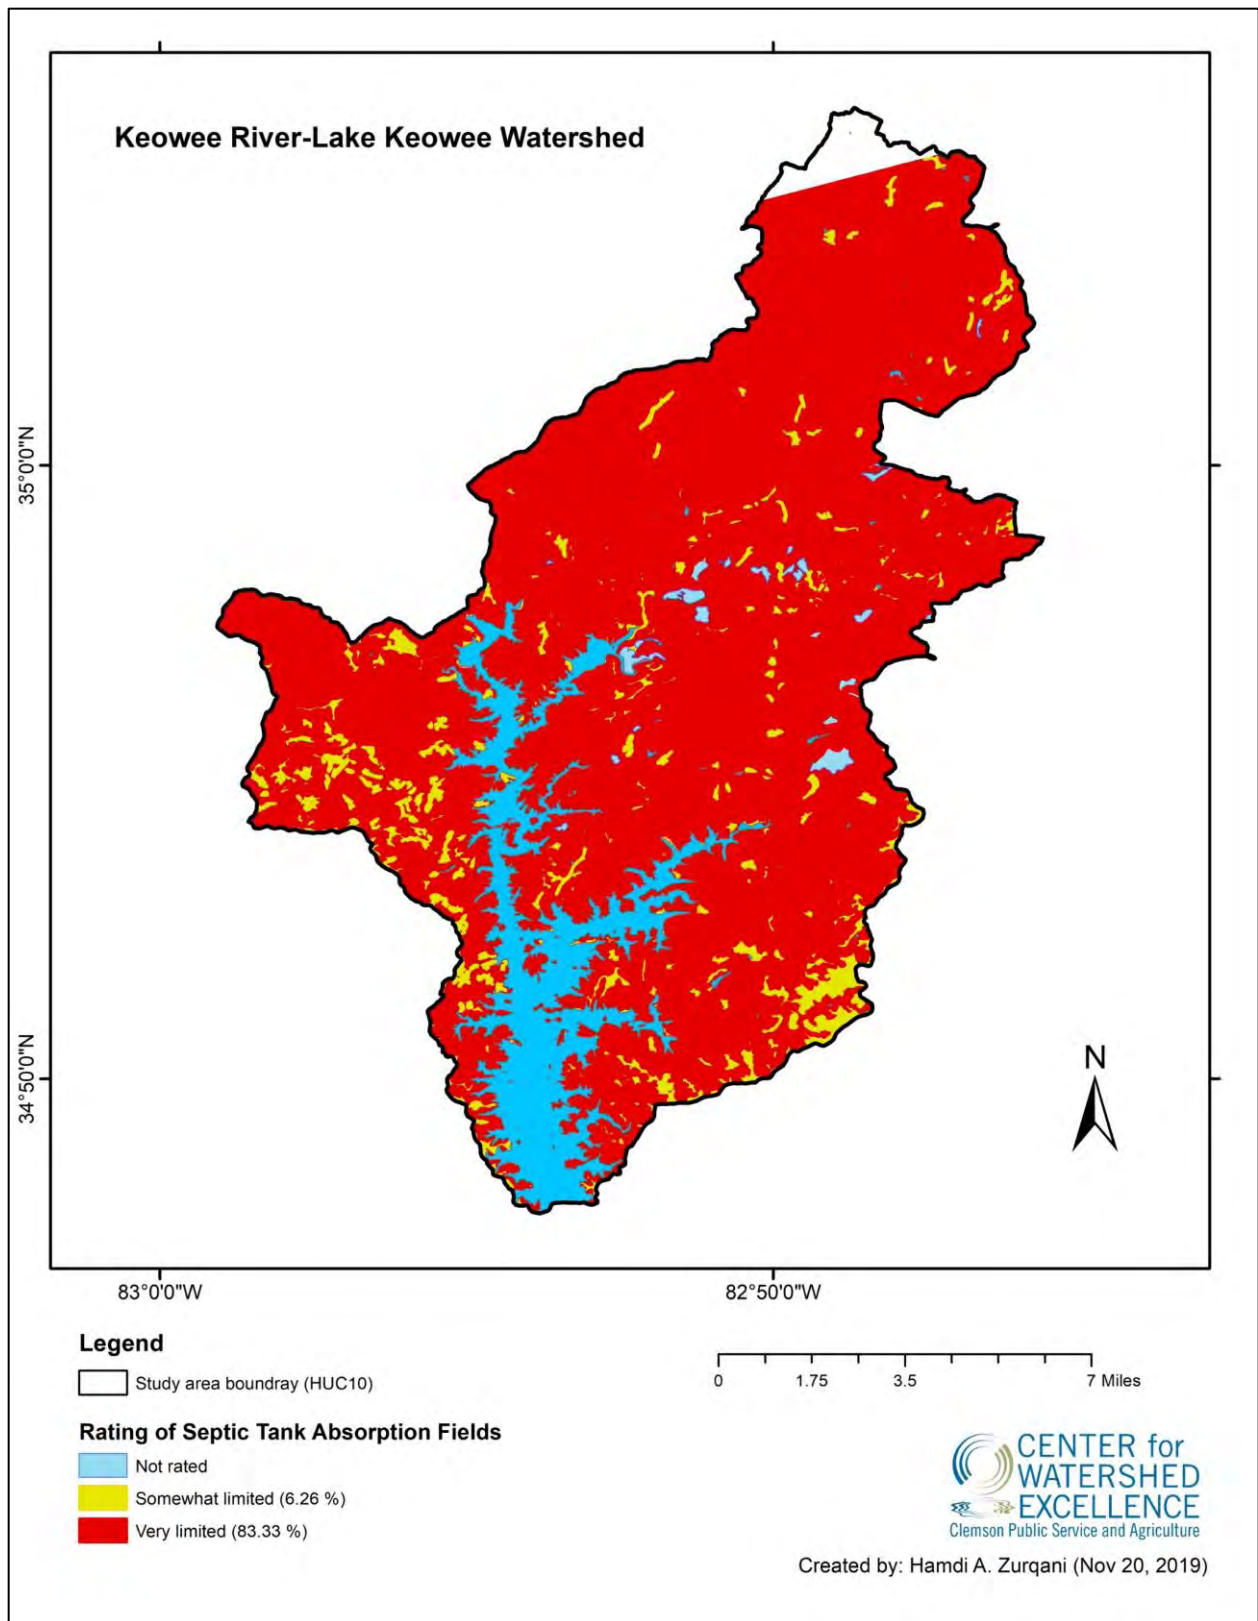 Keowee River-Lake Keowee Watershed
35°0'0"N
34°50'0"N
N
83°0'0"W
82°50'0"W
Legend
Study area boundray (HUC10)
0 1.75 3.5 7 Miles
Rating of Septic Tank Absorption Fields
Not rated
Somewhat limited (6.26 %)
Very limited (83.33 %)
CENTER for
WATERSHED
EXCELLENCE
Clemson Public Service and Agriculture
Created by: Hamdi A. Zurqani (Nov 20, 2019)